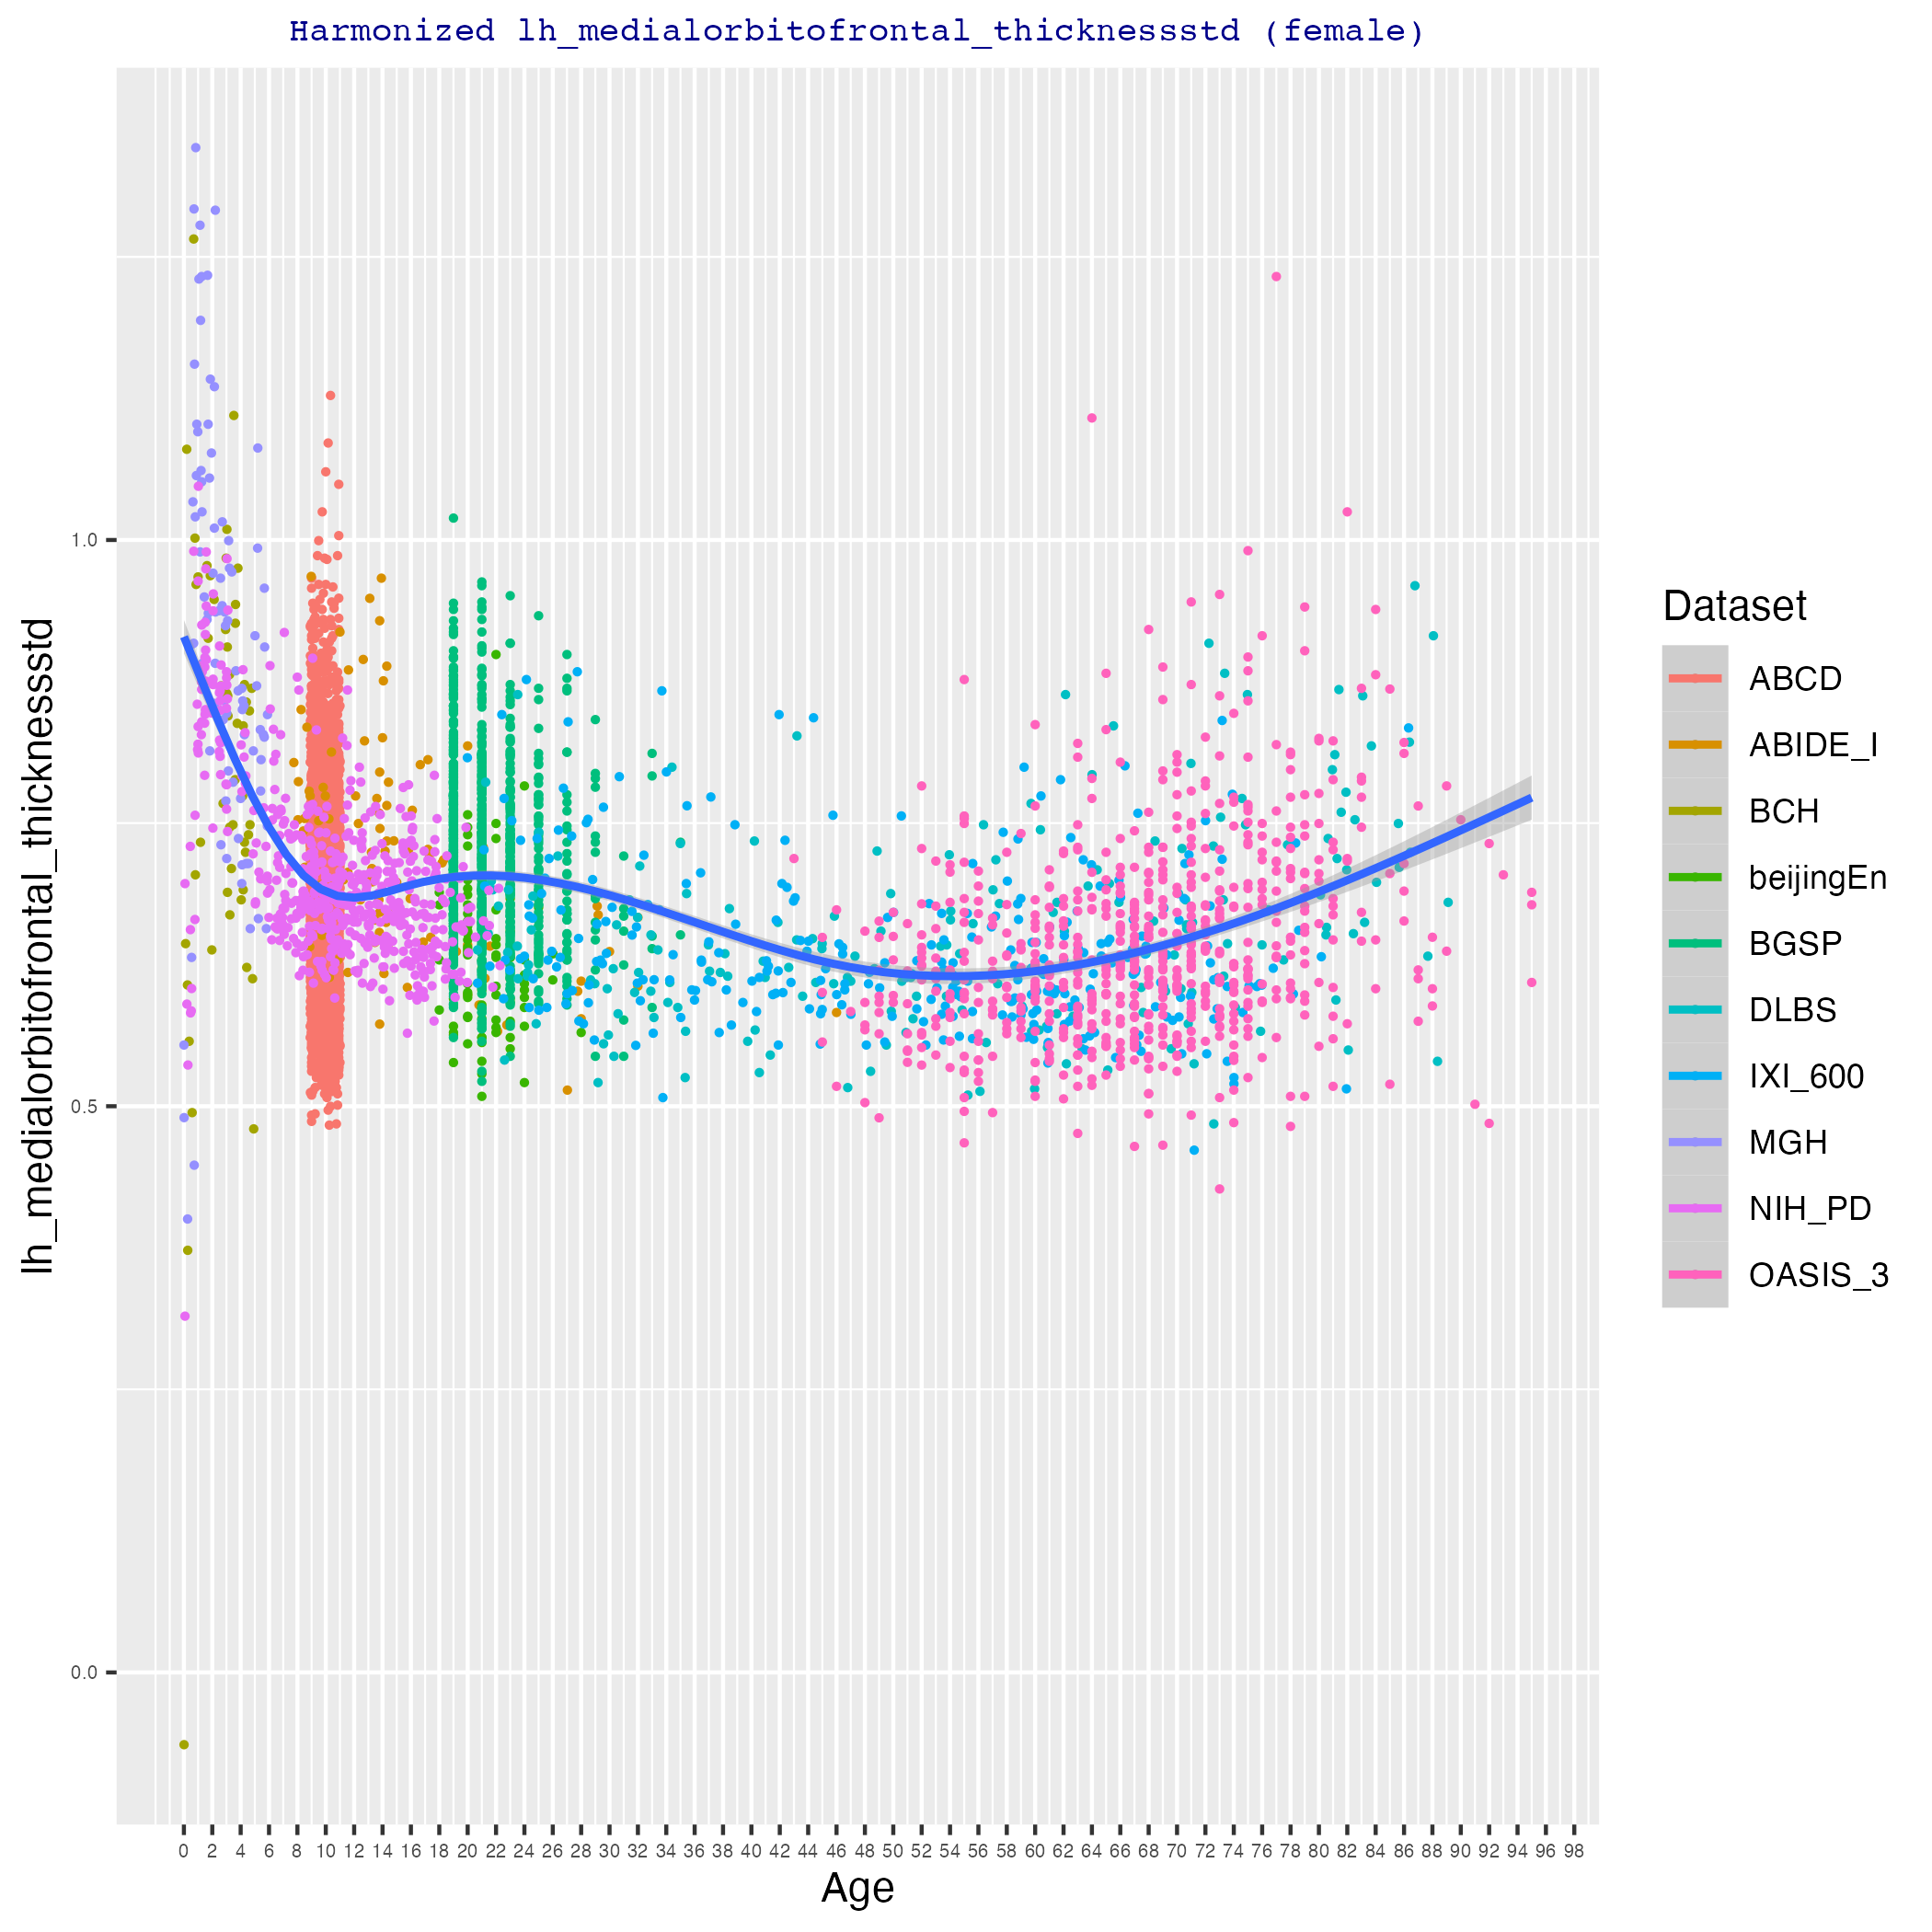 Harmonized lh_medialorbitofrontal_thicknessstd (female)
lh_medialorbitofrontal_thicknessstd
1.0
0.5
0.0
0 2 4 6 8 10 12 14 16 18 20 22 24 26 28 30 32 34 36 38 40 42 44 46 48 50 52 54 56 58 60 62 64 66 68 70 72 74 76 78 80 82 84 86 88 90 92 94 96 98
Age
Dataset
ABCD
ABIDE_I
BCH
beijingEn
BGSP
DLBS
IXI_600
MGH
NIH_PD
OASIS_3